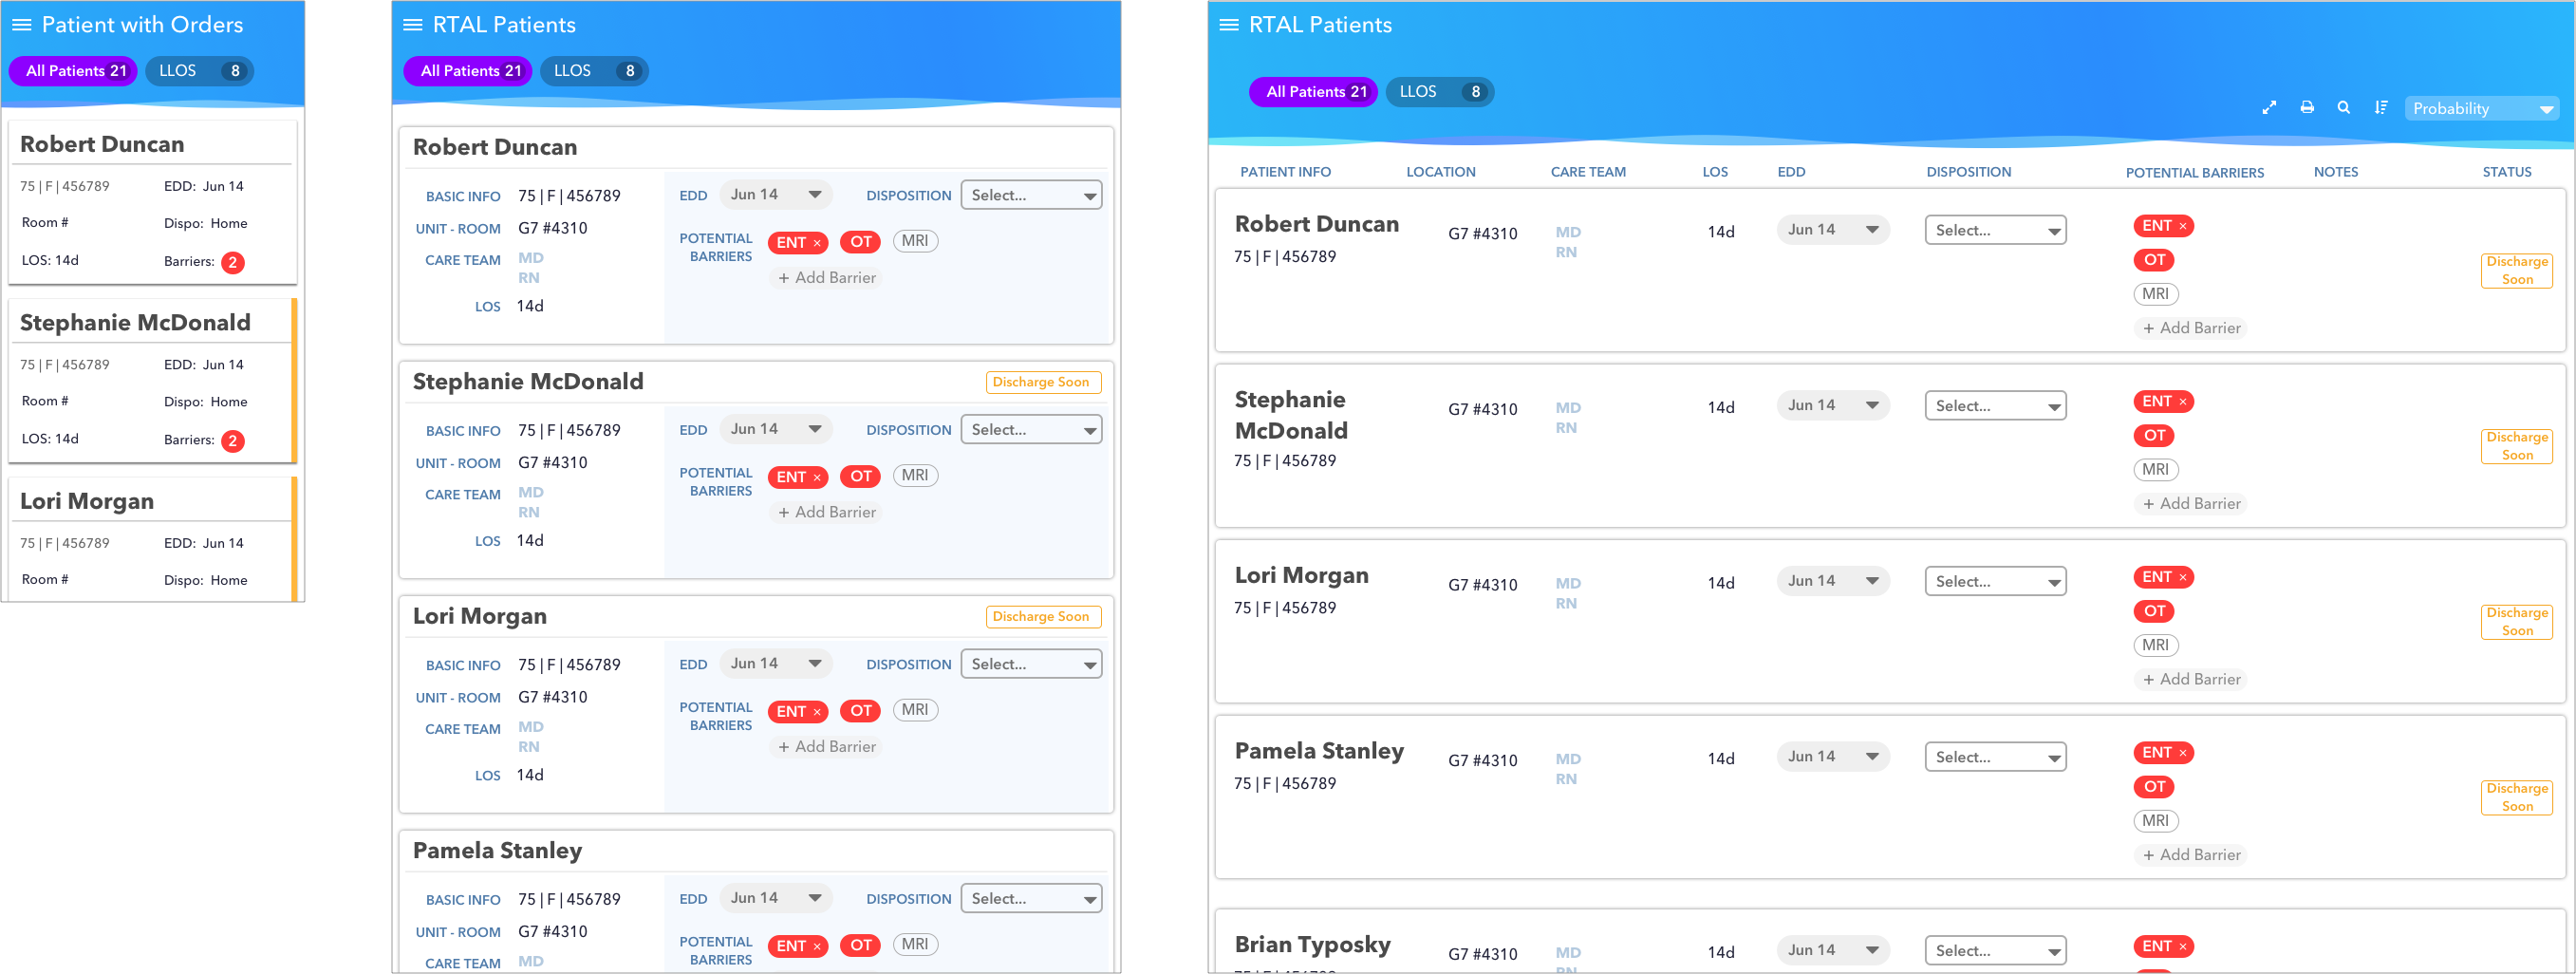 Patient with Orders
All Patients 21 LLOS 8
Robert Duncan
75 | F | 456789 EDD: Jun 14
Room # Dispo: Home
LOS: 14d Barriers: 2
Stephanie McDonald
75 | F | 456789 EDD: Jun 14
Room # Dispo: Home
LOS: 14d Barriers: 2
Lori Morgan
75 | F | 456789 EDD: Jun 14
Room # Dispo: Home
RTAL Patients
All Patients 21 LLOS 8
Robert Duncan
BASIC INFO 75 | F | 456789
UNIT - ROOM G7 #4310
CARE TEAM MD
RN
LOS 14d
EDD Jun 14 DISPOSITION Select...
POTENTIAL BARRIERS ENT × OT MRI
+ Add Barrier
Stephanie McDonald Discharge Soon
BASIC INFO 75 | F | 456789
UNIT - ROOM G7 #4310
CARE TEAM MD
RN
LOS 14d
EDD Jun 14 DISPOSITION Select...
POTENTIAL BARRIERS ENT × OT MRI
+ Add Barrier
Lori Morgan Discharge Soon
BASIC INFO 75 | F | 456789
UNIT - ROOM G7 #4310
CARE TEAM MD
RN
LOS 14d
EDD Jun 14 DISPOSITION Select...
POTENTIAL BARRIERS ENT × OT MRI
+ Add Barrier
Pamela Stanley
BASIC INFO 75 | F | 456789
UNIT - ROOM G7 #4310
CARE TEAM MD
EDD Jun 14 DISPOSITION Select...
POTENTIAL BARRIERS ENT × OT MRI
RTAL Patients
All Patients 21 LLOS 8
Probability
PATIENT INFO LOCATION CARE TEAM LOS EDD DISPOSITION POTENTIAL BARRIERS NOTES STATUS
Robert Duncan G7 #4310 MD 14d Jun 14 Select... ENT ×
75 | F | 456789 RN OT
Discharge
Soon
MRI
+ Add Barrier
Stephanie G7 #4310 MD 14d Jun 14 Select... ENT ×
McDonald RN OT
75 | F | 456789 Discharge
Soon
MRI
+ Add Barrier
Lori Morgan G7 #4310 MD 14d Jun 14 Select... ENT ×
75 | F | 456789 RN OT
Discharge
Soon
MRI
+ Add Barrier
Pamela Stanley G7 #4310 MD 14d Jun 14 Select... ENT ×
75 | F | 456789 RN OT
Discharge
Soon
MRI
+ Add Barrier
Brian Typosky G7 #4310 MD 14d Jun 14 Select... ENT ×